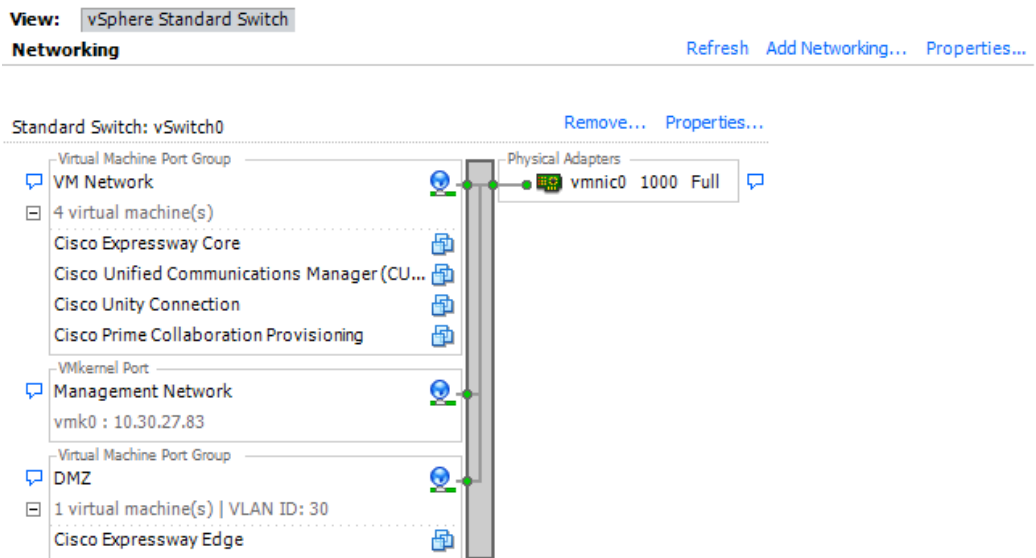 View: vSphere Standard Switch
Networking Refresh Add Networking... Properties...
Standard Switch: vSwitch0 Remove... Properties...
Virtual Machine Port Group Physical Adapters
VM Network vmnic0 1000 Full
4 virtual machine(s)
Cisco Expressway Core
Cisco Unified Communications Manager (CU...
Cisco Unity Connection
Cisco Prime Collaboration Provisioning
VMkernel Port
Management Network
vmk0 : 10.30.27.83
Virtual Machine Port Group
DMZ
1 virtual machine(s) | VLAN ID: 30
Cisco Expressway Edge